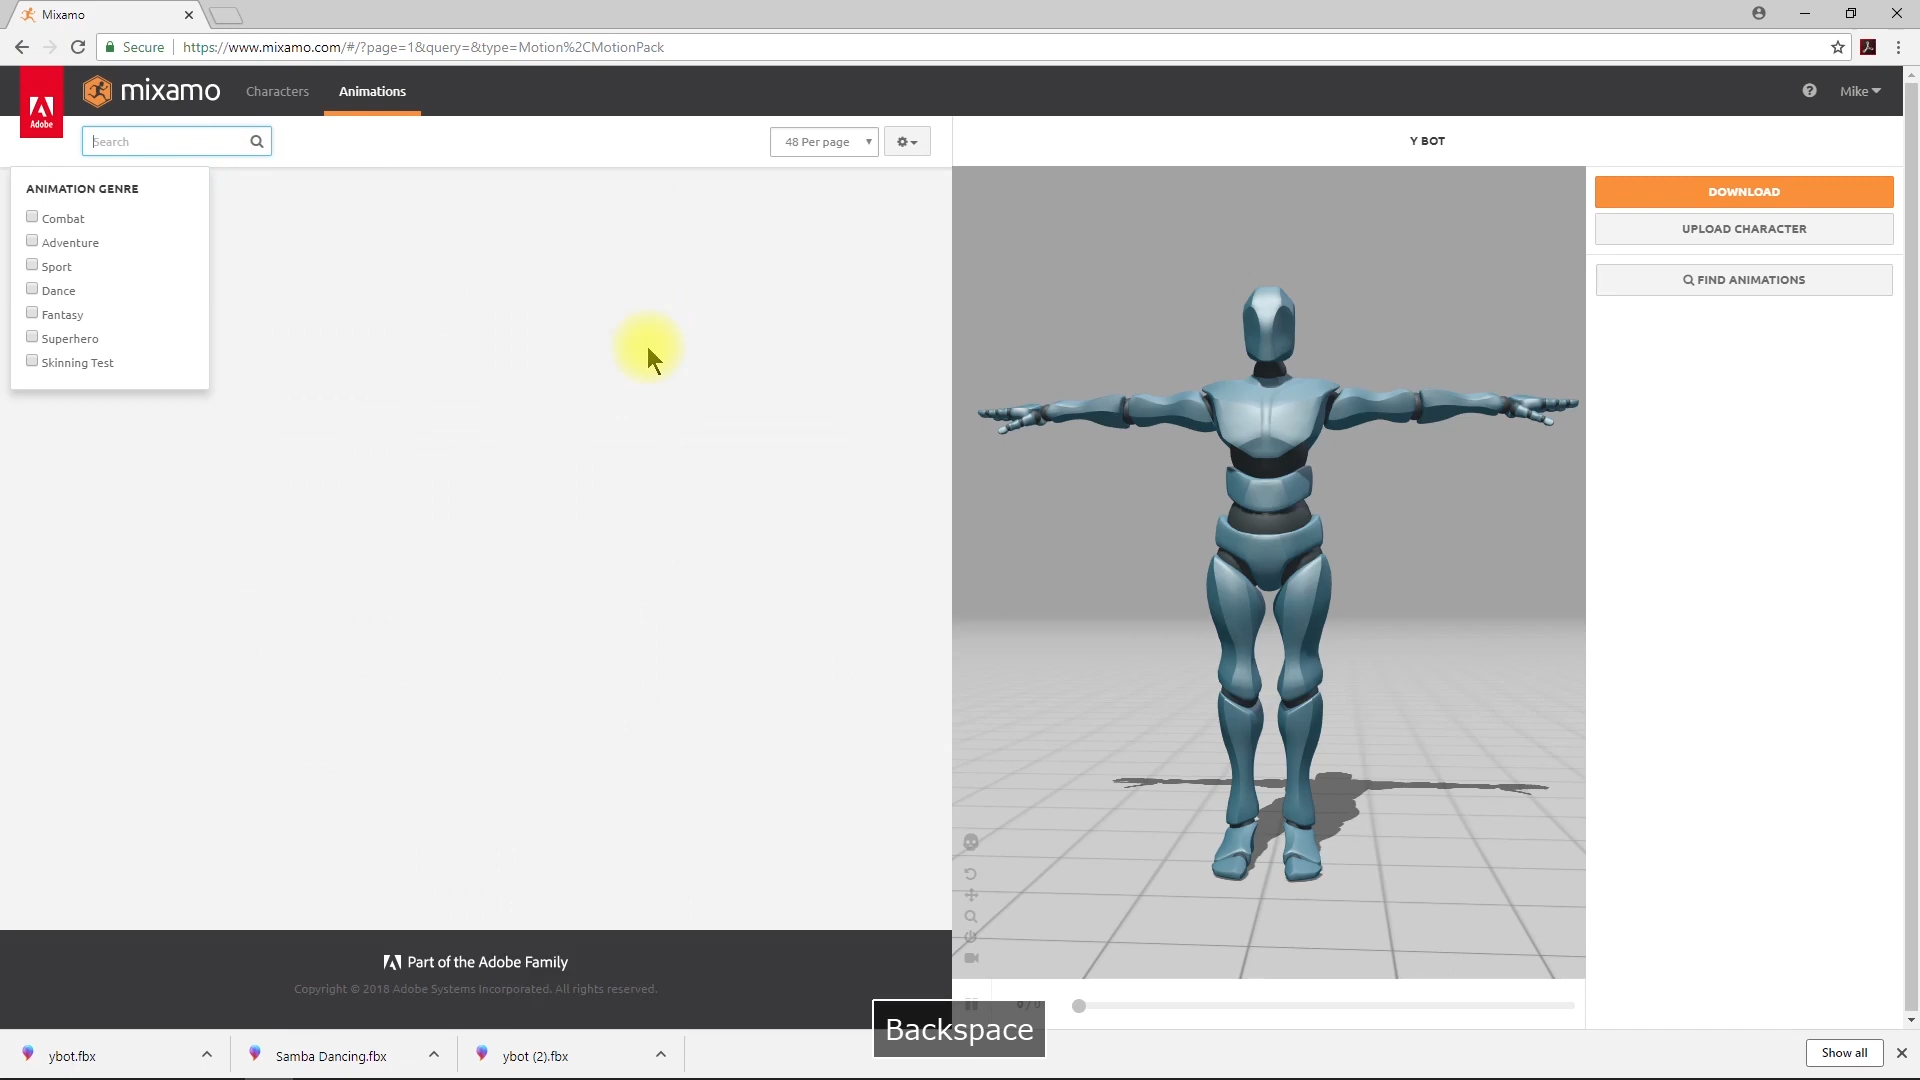 Mixamo
Secure
https://www.mixamo.com/#/?page=1&query=&type=Motion%2CMotionPack
Adobe
mixamo
Characters
Animations
Mike
Search
48 Per page
Y BOT
ANIMATION GENRE
Combat
Adventure
Sport
Dance
Fantasy
Superhero
Skinning Test
DOWNLOAD
UPLOAD CHARACTER
FIND ANIMATIONS
Part of the Adobe Family
Copyright © 2018 Adobe Systems Incorporated. All rights reserved.
Backspace
ybot.fbx
Samba Dancing.fbx
ybot (2).fbx
Show all